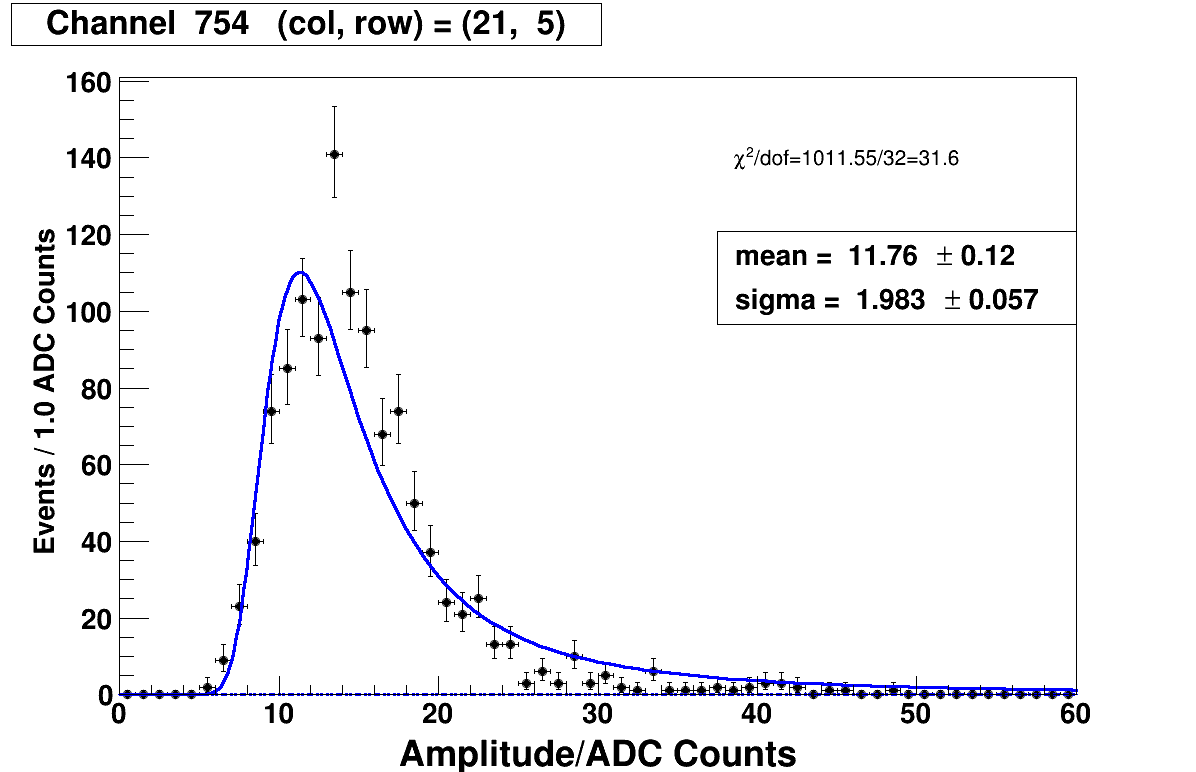 Channel 754 (col, row) = (21, 5)
160
140
120
100
80
60
40
20
0
Events / 1.0 ADC Counts
χ²/dof=1011.55/32=31.6
mean = 11.76 ± 0.12
sigma = 1.983 ± 0.057
0 10 20 30 40 50 60
Amplitude/ADC Counts